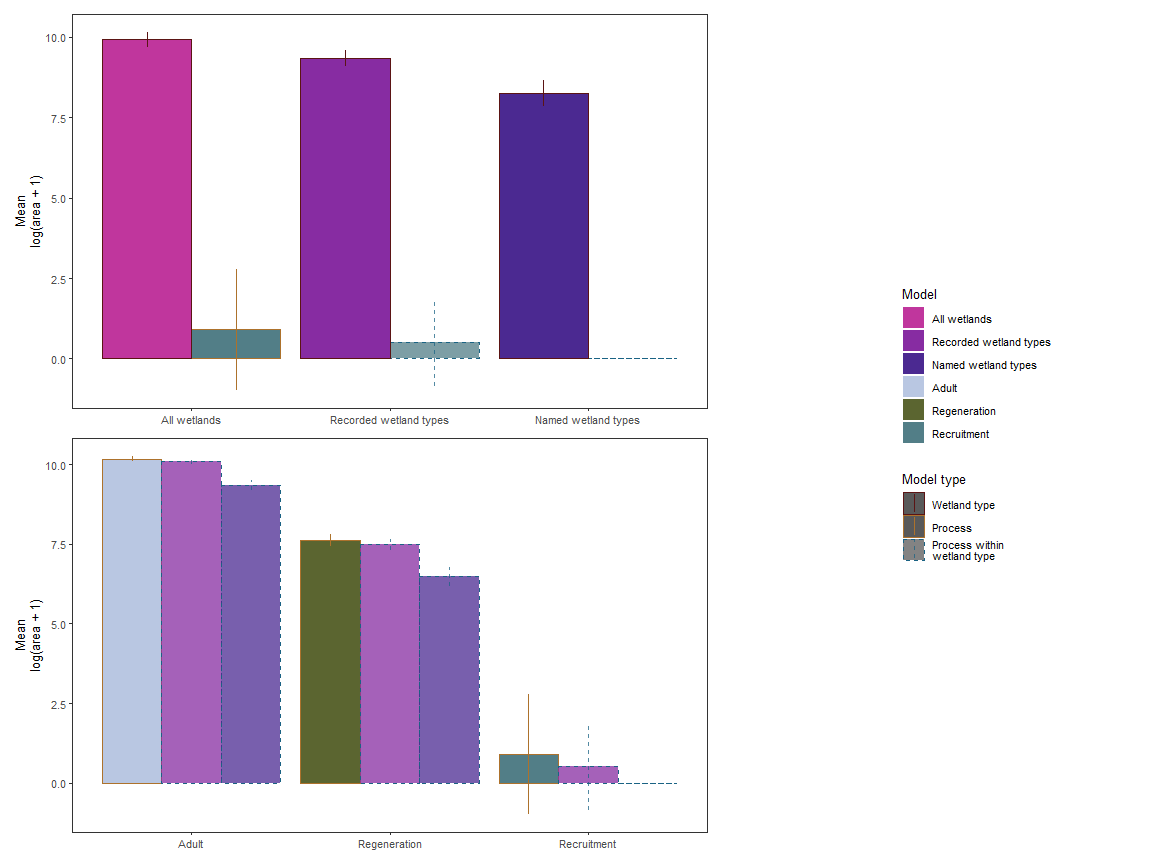 10.0
7.5
5.0
2.5
0.0
Mean
log(area + 1)
All wetlands
Recorded wetland types
Named wetland types
10.0
7.5
5.0
2.5
0.0
Mean
log(area + 1)
Adult
Regeneration
Recruitment
Model
All wetlands
Recorded wetland types
Named wetland types
Adult
Regeneration
Recruitment
Model type
Wetland type
Process
Process within
wetland type